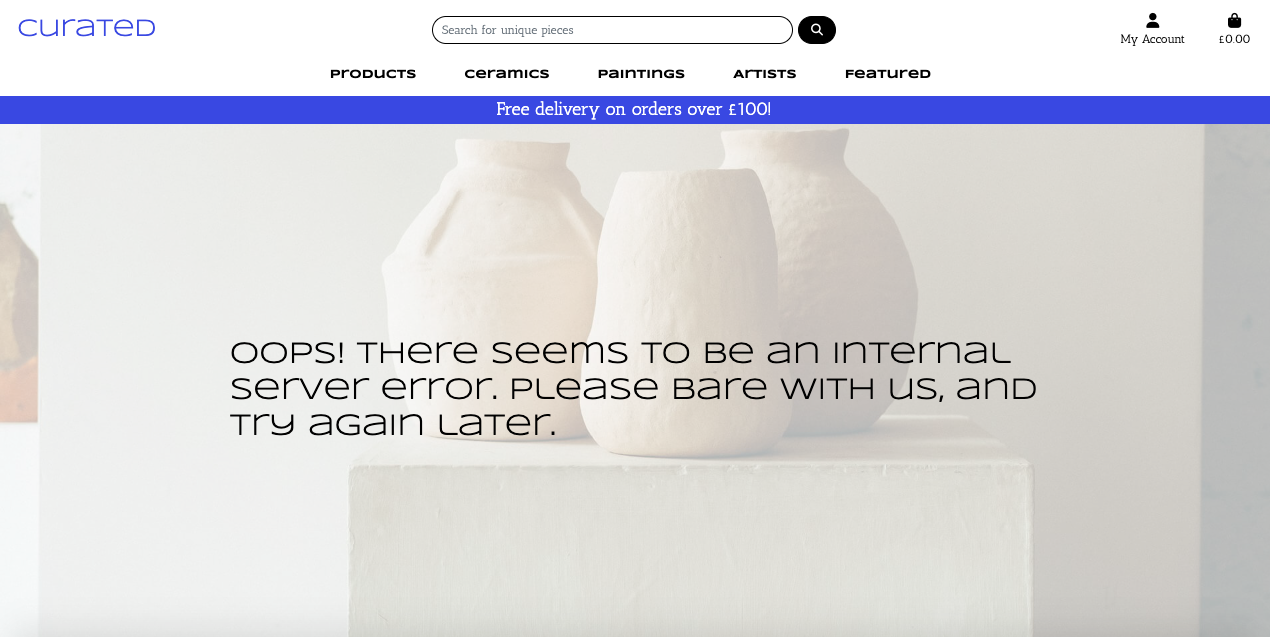 curated
Search for unique pieces
My Account
£0.00
Products
Ceramics
Paintings
Artists
Featured
Free delivery on orders over £100!
Oops! There seems to be an internal
server error. Please bare with us, and
try again later.